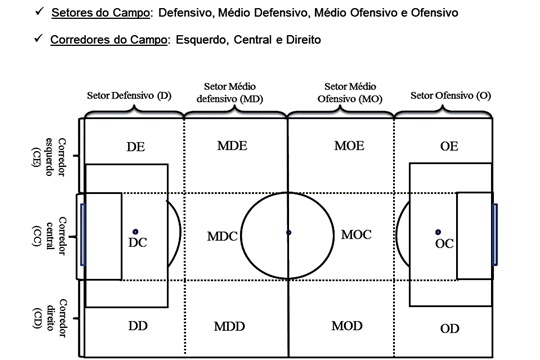 ✓ Setores do Campo: Defensivo, Médio Defensivo, Médio Ofensivo e Ofensivo
✓ Corredores do Campo: Esquerdo, Central e Direito
Setor Defensivo (D)
Setor Médio
defensivo (MD)
Setor Médio
Ofensivo (MO)
Setor Ofensivo (O)
Corredor
esquerdo
(CE)
DE
MDE
MOE
OE
Corredor
central
(CC)
DC
MDC
MOC
OC
Corredor
direito
(CD)
DD
MDD
MOD
OD